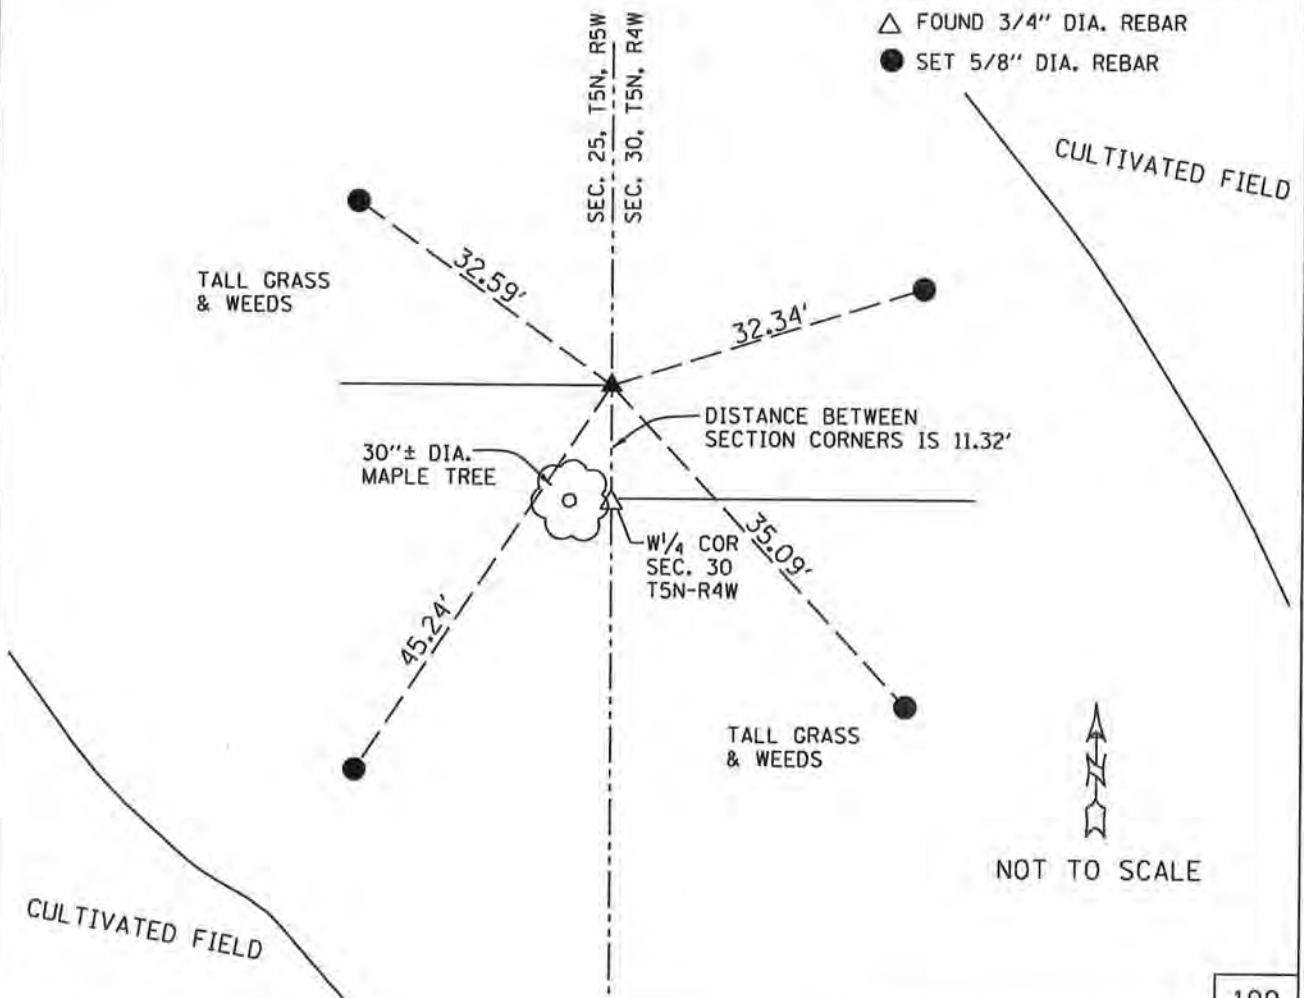 △ FOUND 3/4" DIA. REBAR
● SET 5/8" DIA. REBAR
SEC. 25, T5N, R5W
SEC. 30, T5N, R4W
CULTIVATED FIELD
TALL GRASS
& WEEDS
32.59'
32.34'
DISTANCE BETWEEN
SECTION CORNERS IS 11.32'
30"± DIA.
MAPLE TREE
W1/4 COR
SEC. 30
T5N-R4W
35.09'
45.24'
TALL GRASS
& WEEDS
N
NOT TO SCALE
CULTIVATED FIELD